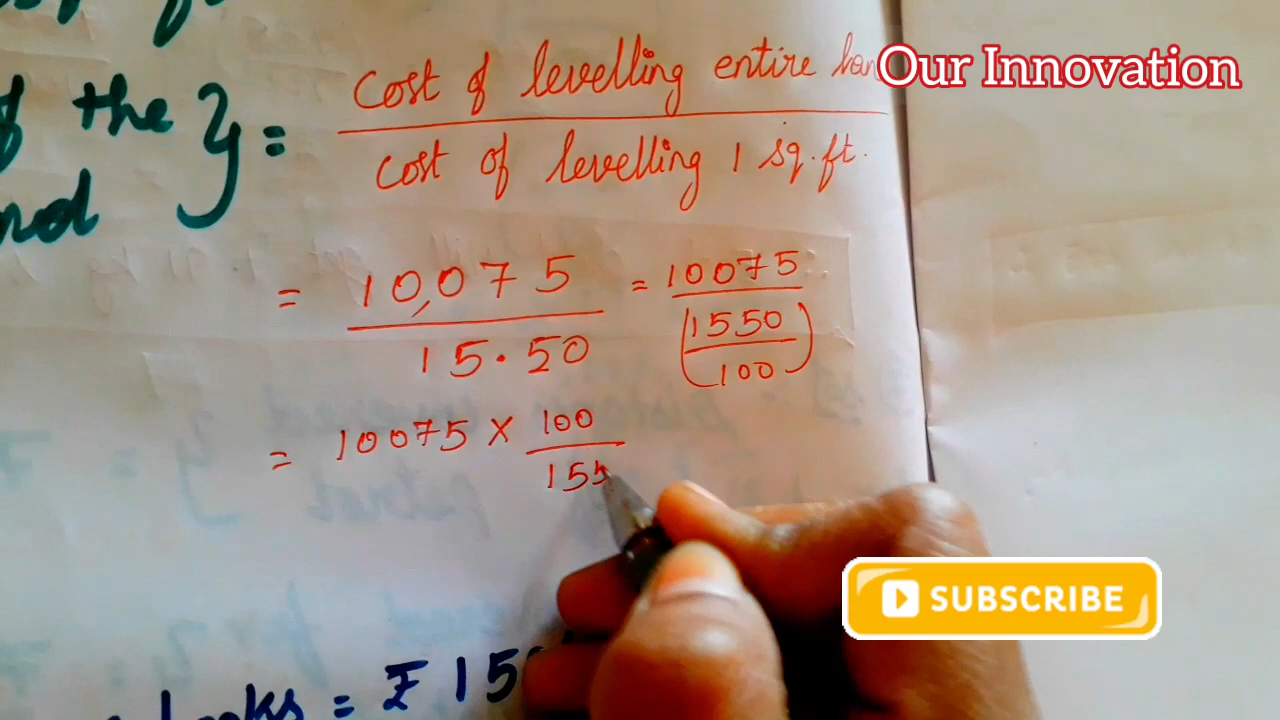 Our Innovation
Cost of levelling entire
of the } =
Cost of levelling 1 sq.ft.
= 10,075 / 15.50 = 10075 / (1550 / 100)
= 10075 × 100 / 155
= ₹ 15
SUBSCRIBE